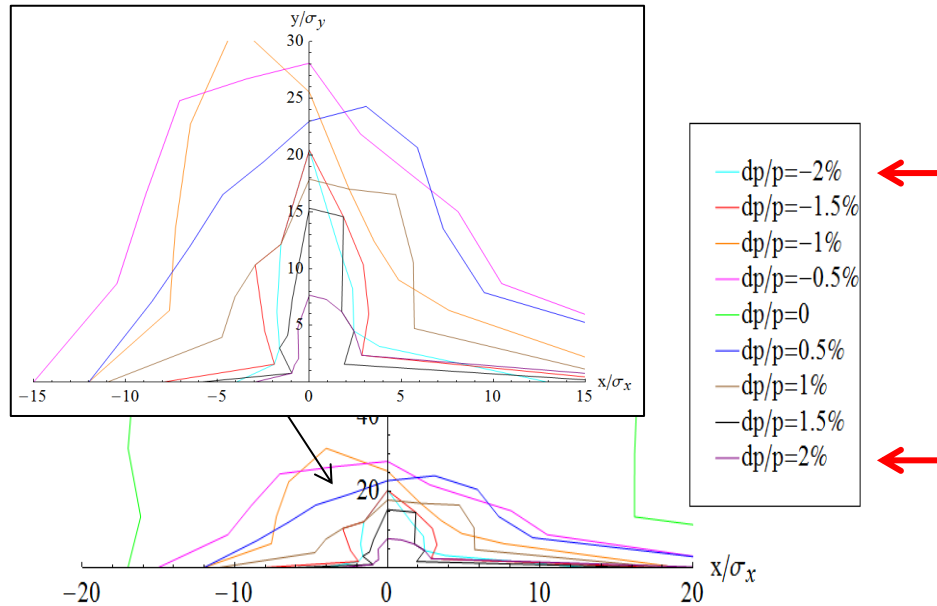 y/σy
30
25
20
15
10
5
−15
−10
−5
0
5
10
15
x/σx
dp/p=−2%
dp/p=−1.5%
dp/p=−1%
dp/p=−0.5%
dp/p=0
dp/p=0.5%
dp/p=1%
dp/p=1.5%
dp/p=2%
40
20
−20
−10
0
10
20
x/σx